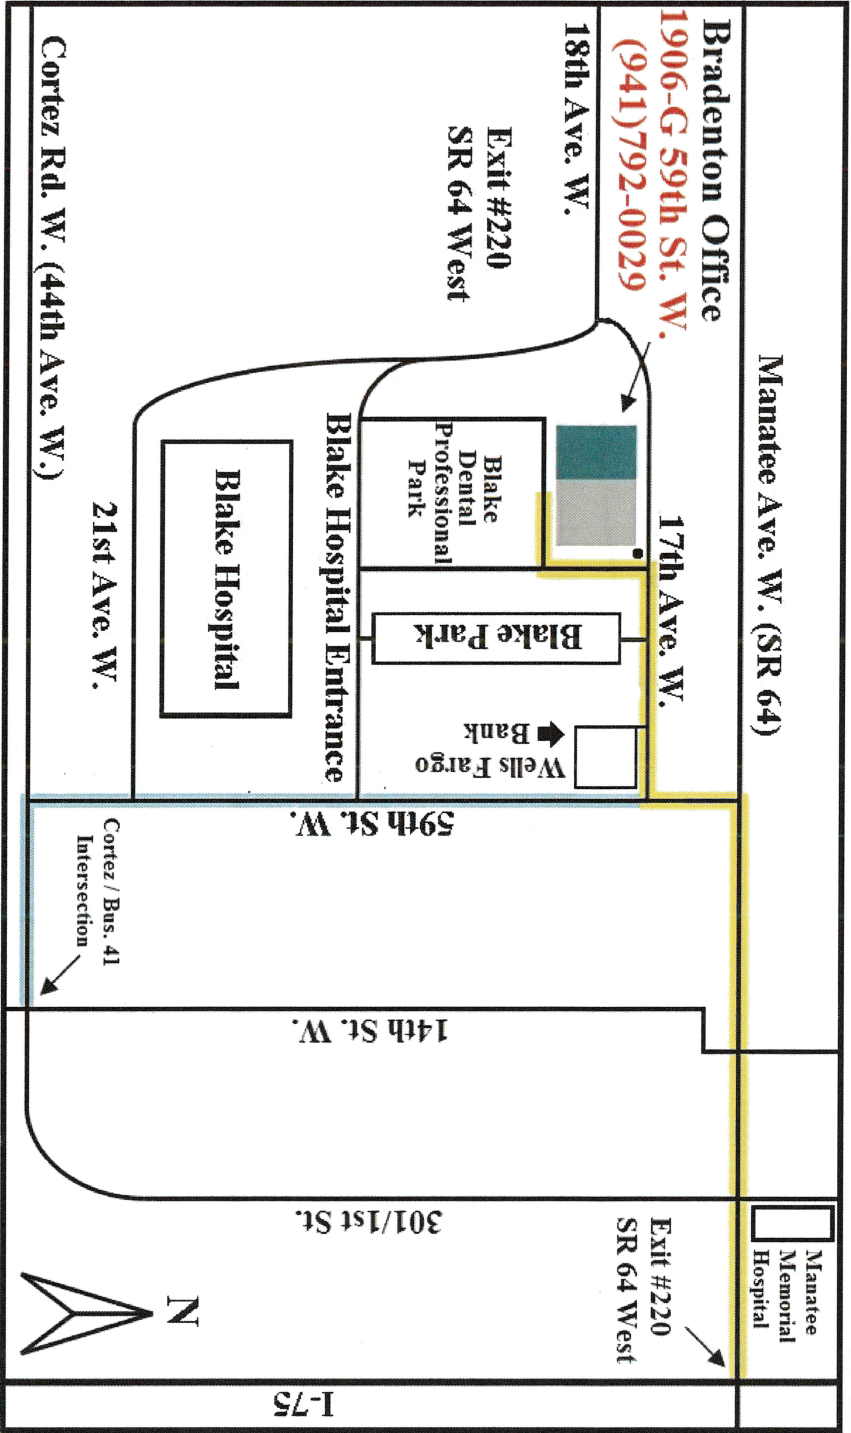 Manatee Ave. W. (SR 64)
Bradenton Office
1906-G 59th St. W.
(941)792-0029
18th Ave. W.
17th Ave. W.
Exit #220
SR 64 West
Blake
Dental
Professional
Park
Blake Park
Wells Fargo
Bank
Blake Hospital Entrance
Blake Hospital
21st Ave. W.
Cortez Rd. W. (44th Ave. W.)
59th St. W.
Cortez / Bus. 41
Intersection
14th St. W.
301/1st St.
Manatee
Memorial
Hospital
Exit #220
SR 64 West
N
I-75